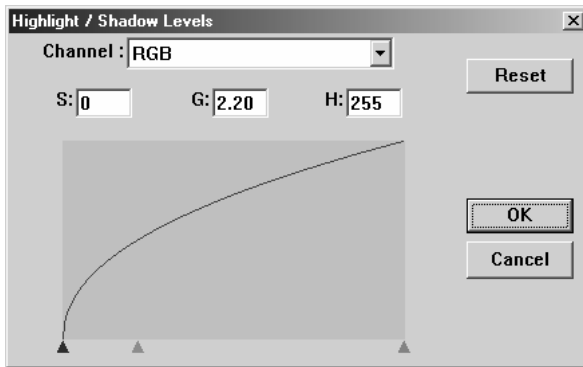 Highlight / Shadow Levels
Channel : RGB
Reset
S: 0 G: 2.20 H: 255
OK
Cancel